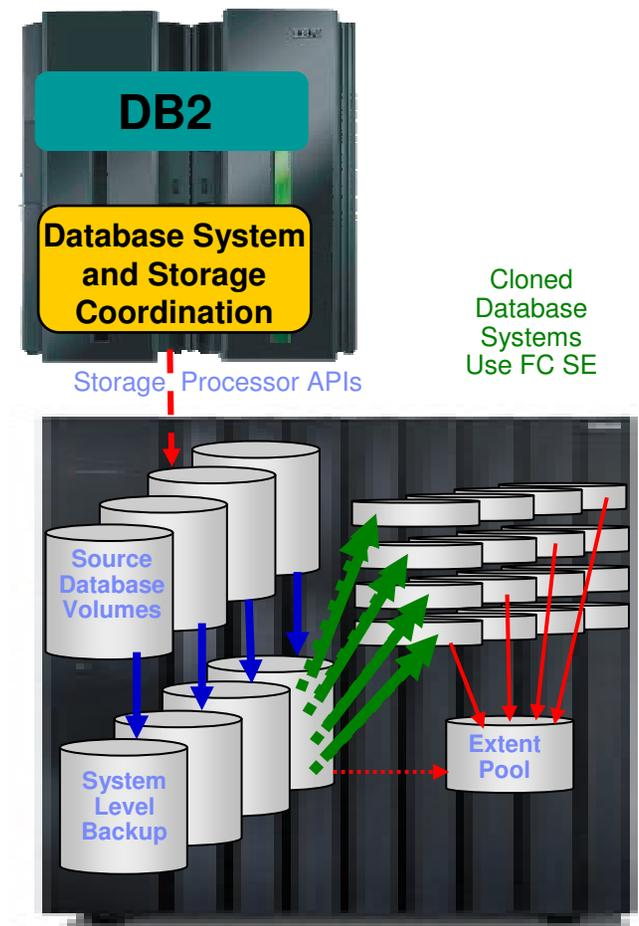 DB2
Database System
and Storage
Coordination
Cloned
Database
Systems
Use FC SE
Storage Processor APIs
Source
Database
Volumes
Extent
Pool
System
Level
Backup